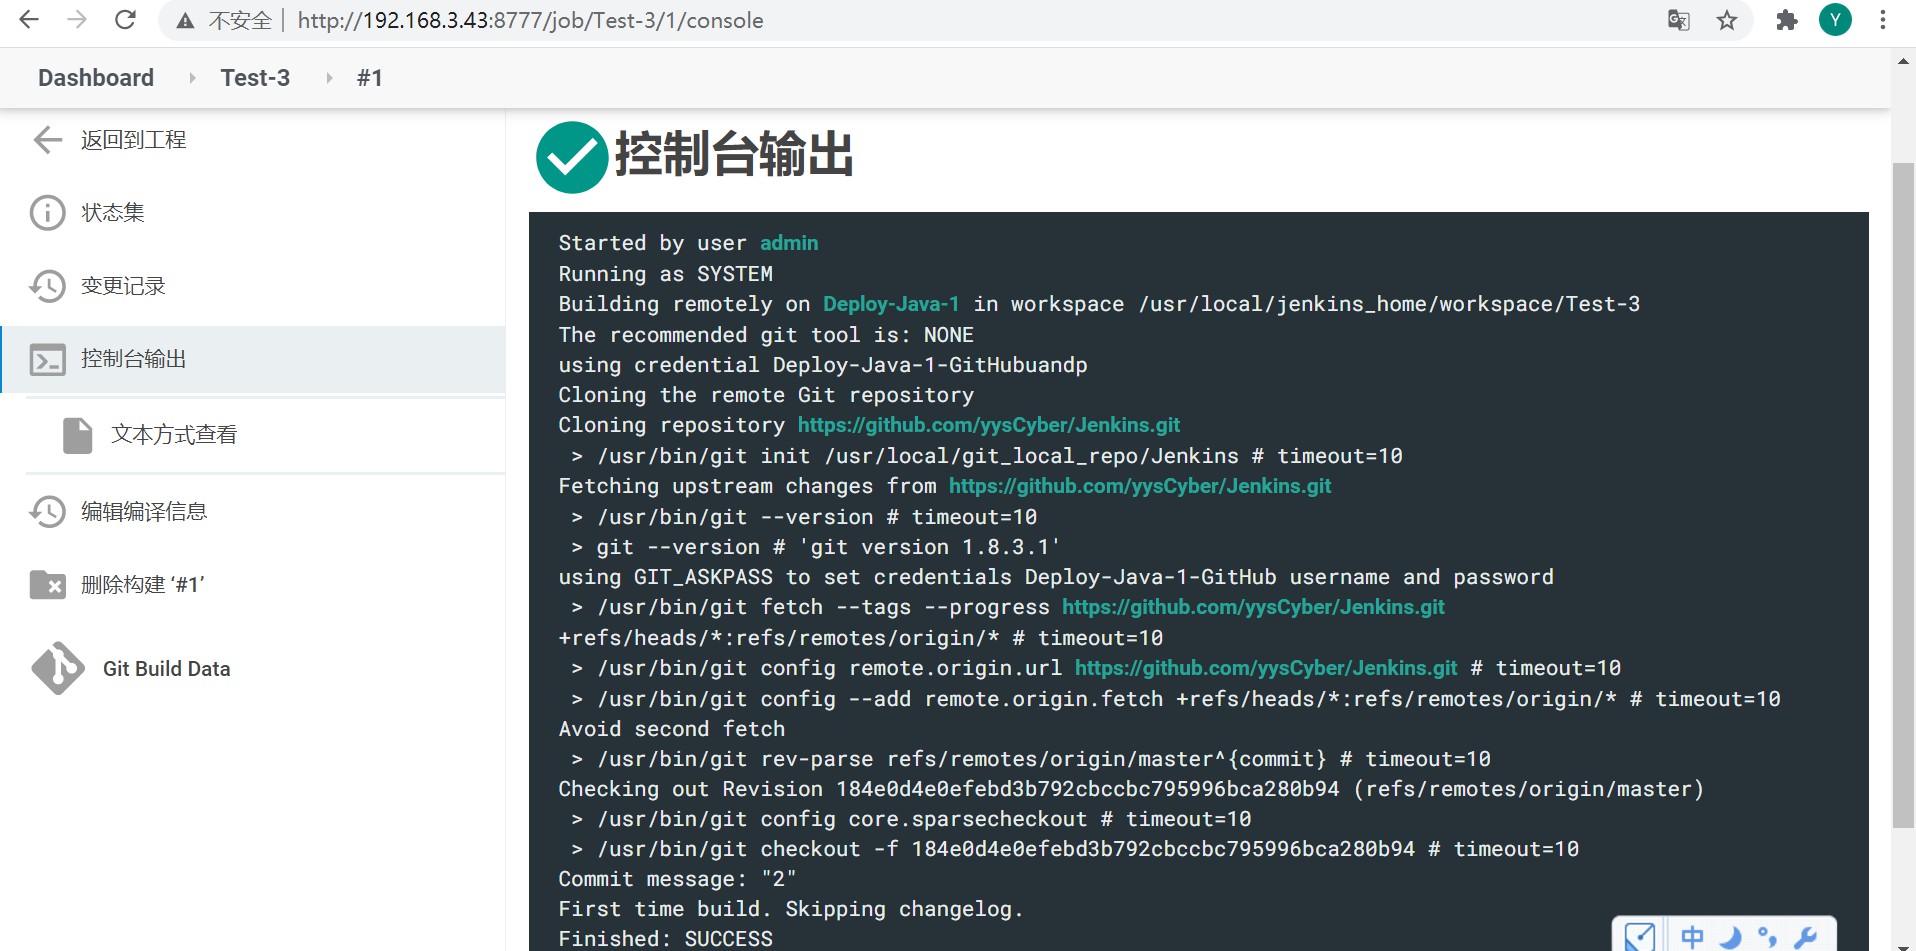 不安全 | http://192.168.3.43:8777/job/Test-3/1/console
Y
Dashboard Test-3 #1
返回到工程
状态集
变更记录
控制台输出
文本方式查看
编辑编译信息
删除构建 ‘#1’
Git Build Data
控制台输出
Started by user admin
Running as SYSTEM
Building remotely on Deploy-Java-1 in workspace /usr/local/jenkins_home/workspace/Test-3
The recommended git tool is: NONE
using credential Deploy-Java-1-GitHubuandp
Cloning the remote Git repository
Cloning repository https://github.com/yysCyber/Jenkins.git
> /usr/bin/git init /usr/local/git_local_repo/Jenkins # timeout=10
Fetching upstream changes from https://github.com/yysCyber/Jenkins.git
> /usr/bin/git --version # timeout=10
> git --version # 'git version 1.8.3.1'
using GIT_ASKPASS to set credentials Deploy-Java-1-GitHub username and password
> /usr/bin/git fetch --tags --progress https://github.com/yysCyber/Jenkins.git
+refs/heads/*:refs/remotes/origin/* # timeout=10
> /usr/bin/git config remote.origin.url https://github.com/yysCyber/Jenkins.git # timeout=10
> /usr/bin/git config --add remote.origin.fetch +refs/heads/*:refs/remotes/origin/* # timeout=10
Avoid second fetch
> /usr/bin/git rev-parse refs/remotes/origin/master^{commit} # timeout=10
Checking out Revision 184e0d4e0efebd3b792cbccbc795996bca280b94 (refs/remotes/origin/master)
> /usr/bin/git config core.sparsecheckout # timeout=10
> /usr/bin/git checkout -f 184e0d4e0efebd3b792cbccbc795996bca280b94 # timeout=10
Commit message: "2"
First time build. Skipping changelog.
Finished: SUCCESS
中